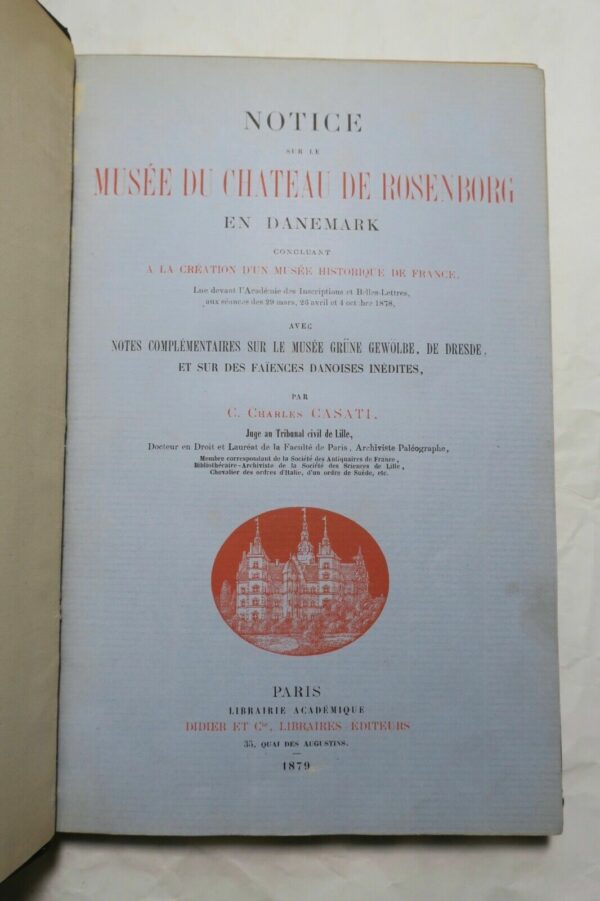 NOTICE
SUR LE
MUSÉE DU CHATEAU DE ROSENBORG
EN DANEMARK
CONCLUANT
A LA CRÉATION D'UN MUSÉE HISTORIQUE DE FRANCE,
Lue devant l'Académie des Inscriptions et Belles-Lettres,
aux séances des 29 mars, 26 avril et 4 octobre 1878,
AVEC
NOTES COMPLÉMENTAIRES SUR LE MUSÉE GRÜNE GEWOLBE, DE DRESDE,
ET SUR DES FAÏENCES DANOISES INÉDITES,
PAR
C. CHARLES CASATI,
Juge au Tribunal civil de Lille,
Docteur en Droit et Lauréat de la Faculté de Paris, Archiviste-Paléographe,
Membre correspondant de la Société des Antiquaires de France,
Bibliothécaire-Archiviste de la Société des Sciences de Lille,
Chevalier des ordres d'Italie, d'un ordre de Suède, etc.
PARIS
LIBRAIRIE ACADÉMIQUE
DIDIER ET Cie, LIBRAIRES-ÉDITEURS
35, QUAI DES AUGUSTINS.
1879